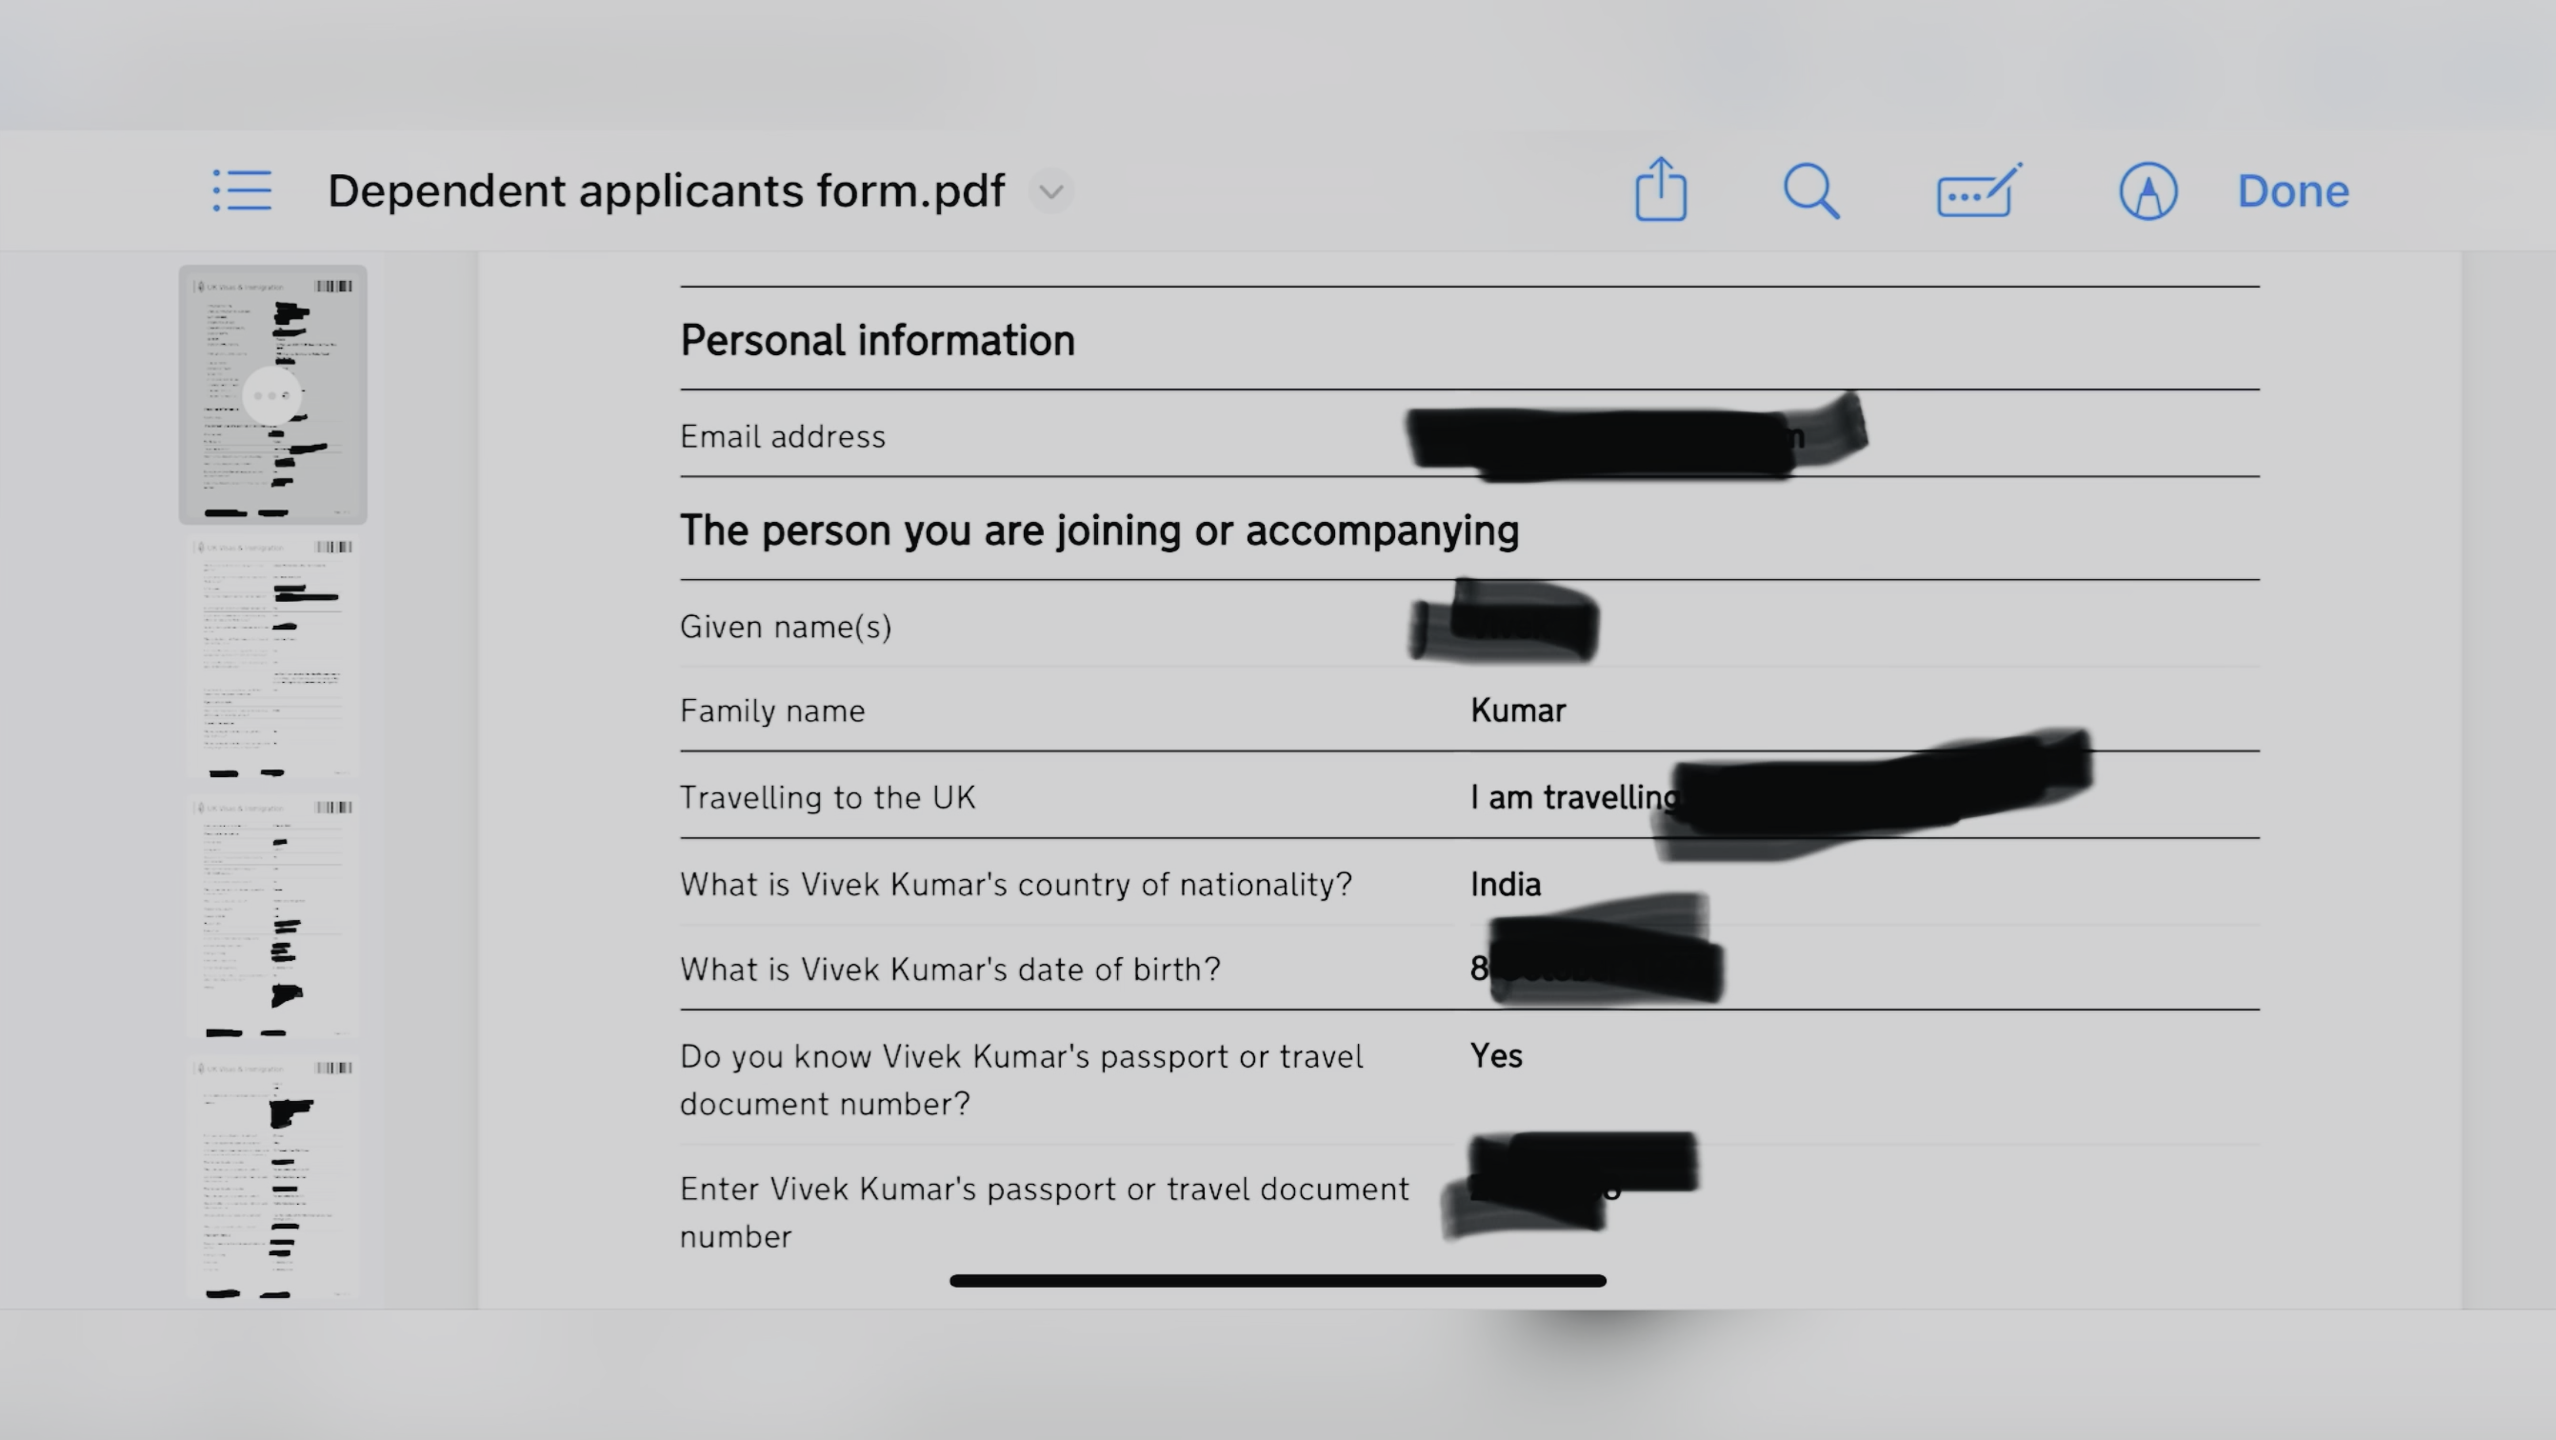 Dependent applicants form.pdf
Done
UK Visas & Immigration
Personal information
Email address
The person you are joining or accompanying
Given name(s)
Family name Kumar
Travelling to the UK I am travelling
What is Vivek Kumar's country of nationality? India
What is Vivek Kumar's date of birth? 8
Do you know Vivek Kumar's passport or travel Yes
document number?
Enter Vivek Kumar's passport or travel document
number